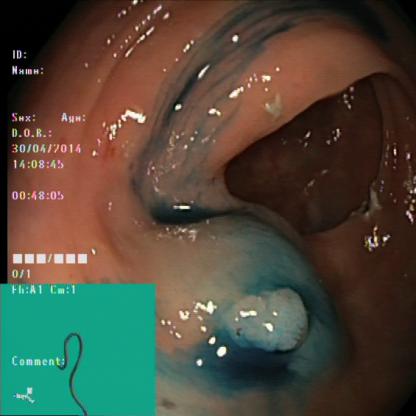 ID:
Name:
Sex: Age:
D.O.B.:
30/04/2014
14:08:45
00:48:05
■■■/■■■
0/1
Eh:A1 Cm:1
Comment: